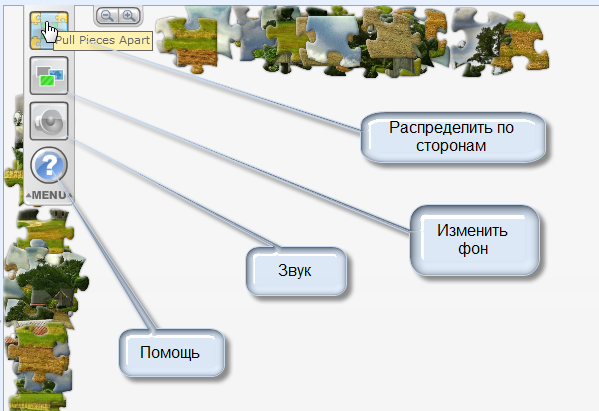 Pull Pieces Apart
Распределить по
сторонам
?
▲MENU▲
Изменить
фон
Звук
Помощь